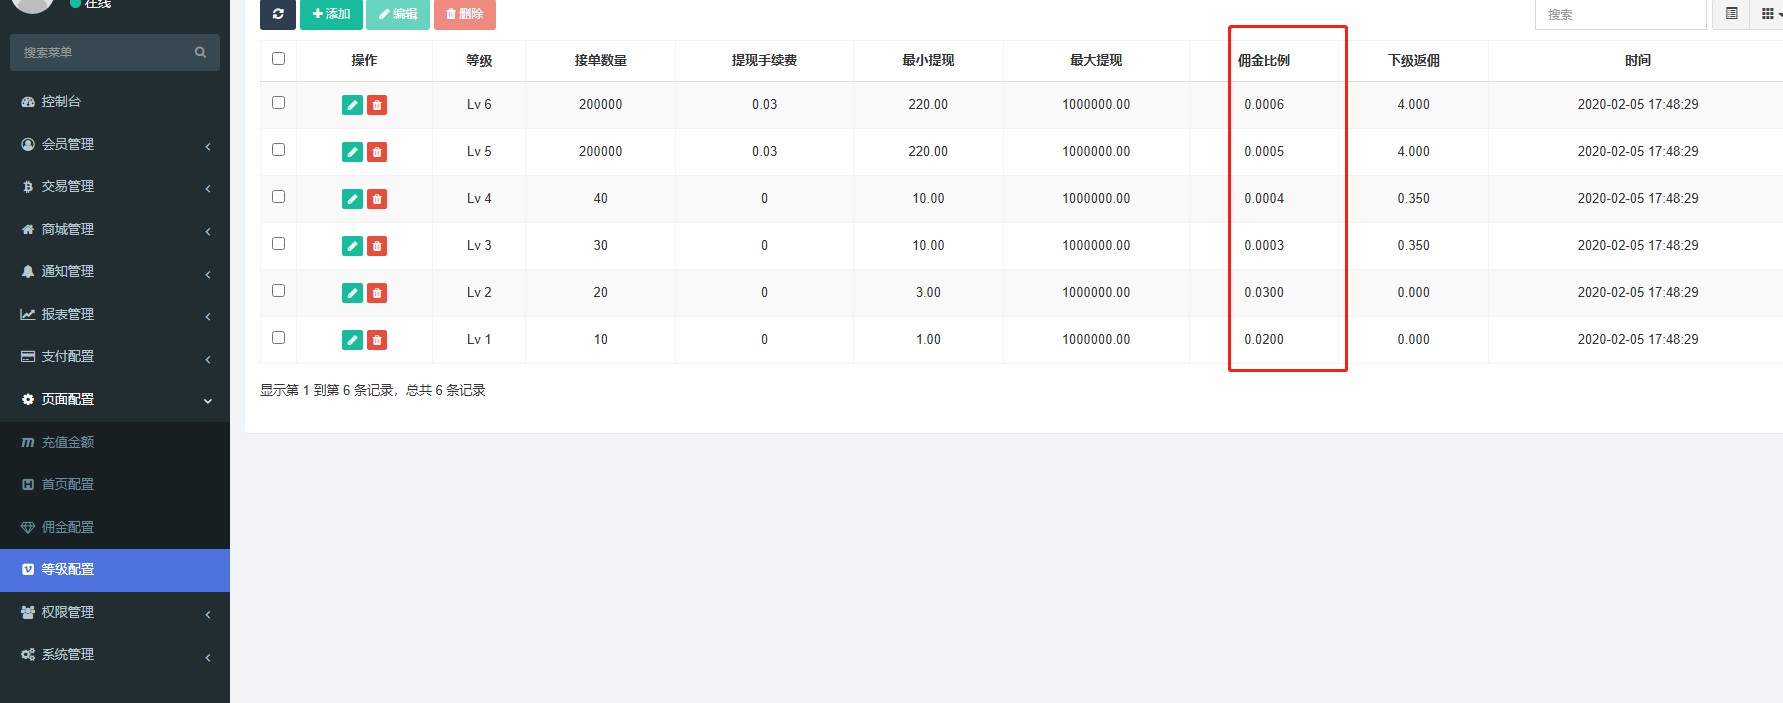 在线
搜索菜单
控制台
会员管理
交易管理
商城管理
通知管理
报表管理
支付配置
页面配置
充值金额
首页配置
佣金配置
等级配置
权限管理
系统管理
添加 编辑 删除 搜索
操作 等级 接单数量 提现手续费 最小提现 最大提现 佣金比例 下级返佣 时间
Lv 6 200000 0.03 220.00 1000000.00 0.0006 4.000 2020-02-05 17:48:29
Lv 5 200000 0.03 220.00 1000000.00 0.0005 4.000 2020-02-05 17:48:29
Lv 4 40 0 10.00 1000000.00 0.0004 0.350 2020-02-05 17:48:29
Lv 3 30 0 10.00 1000000.00 0.0003 0.350 2020-02-05 17:48:29
Lv 2 20 0 3.00 1000000.00 0.0300 0.000 2020-02-05 17:48:29
Lv 1 10 0 1.00 1000000.00 0.0200 0.000 2020-02-05 17:48:29
显示第 1 到第 6 条记录，总共 6 条记录